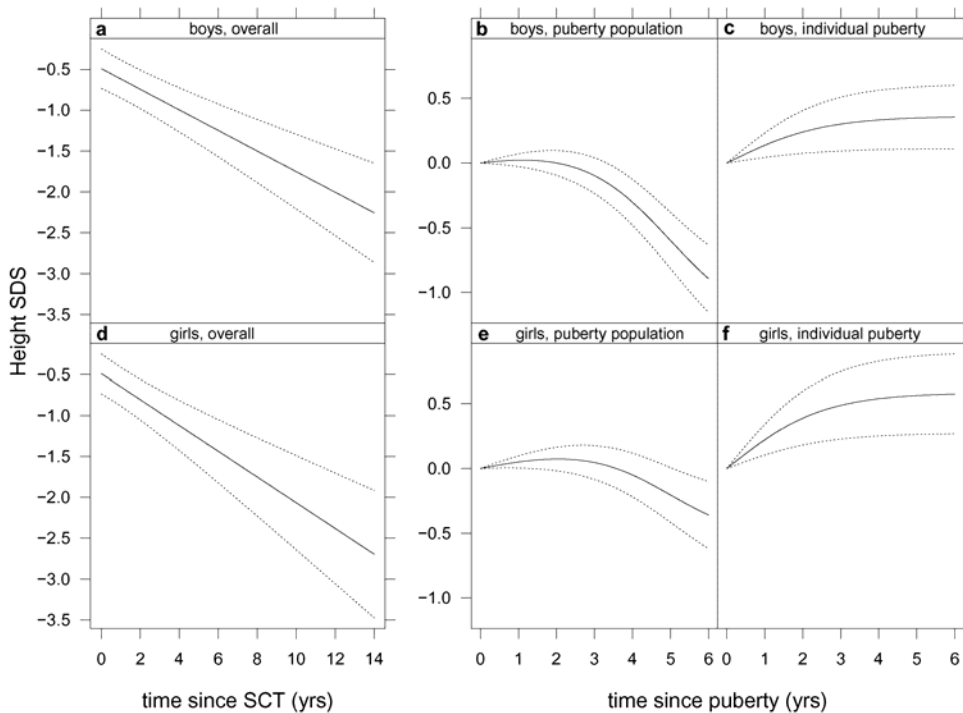 a boys, overall
b boys, puberty population
c boys, individual puberty
−0.5
−1.0
−1.5
−2.0
−2.5
−3.0
−3.5
0.5
0.0
−0.5
−1.0
Height SDS
d girls, overall
e girls, puberty population
f girls, individual puberty
−0.5
−1.0
−1.5
−2.0
−2.5
−3.0
−3.5
0.5
0.0
−0.5
−1.0
0 2 4 6 8 10 12 14
0 1 2 3 4 5 6
0 1 2 3 4 5 6
time since SCT (yrs)
time since puberty (yrs)